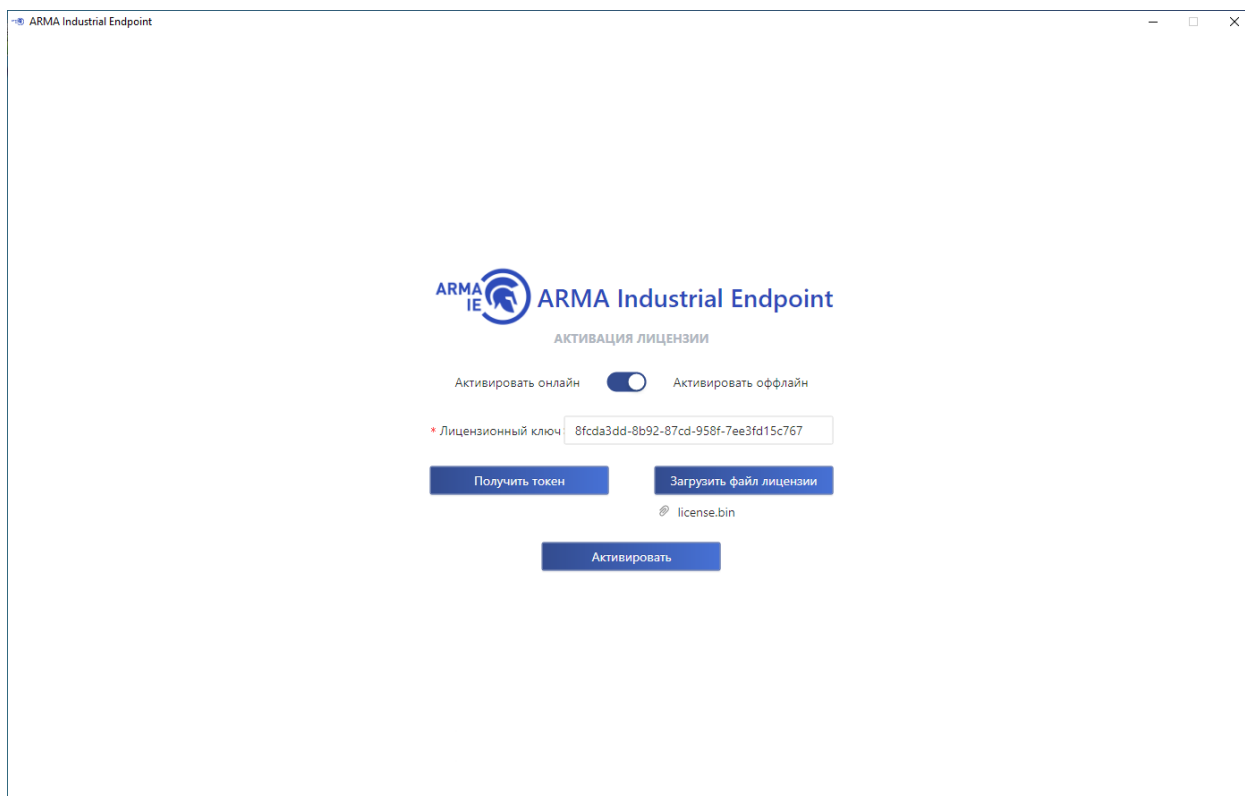 ARMA Industrial Endpoint
ARMA IE
ARMA Industrial Endpoint
АКТИВАЦИЯ ЛИЦЕНЗИИ
Активировать онлайн Активировать оффлайн
* Лицензионный ключ: 8fcda3dd-8b92-87cd-958f-7ee3fd15c767
Получить токен Загрузить файл лицензии
license.bin
Активировать